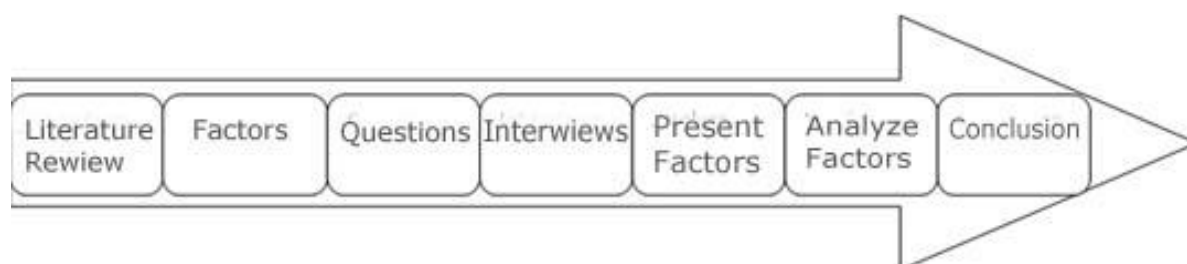 Literature
Rewiew
Factors
Questions
Interwiews
Present
Factors
Analyze
Factors
Conclusion